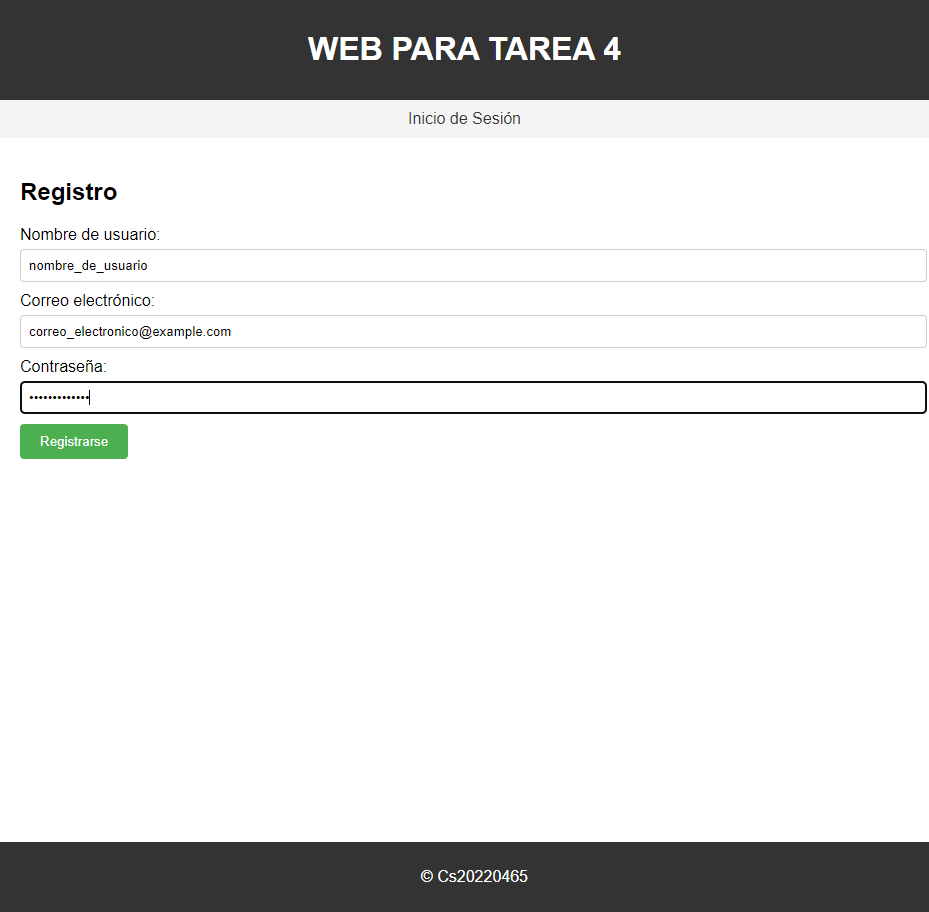 WEB PARA TAREA 4
Inicio de Sesión
Registro
Nombre de usuario:
nombre_de_usuario
Correo electrónico:
correo_electronico@example.com
Contraseña:
•••••••••••••
Registrarse
© Cs20220465